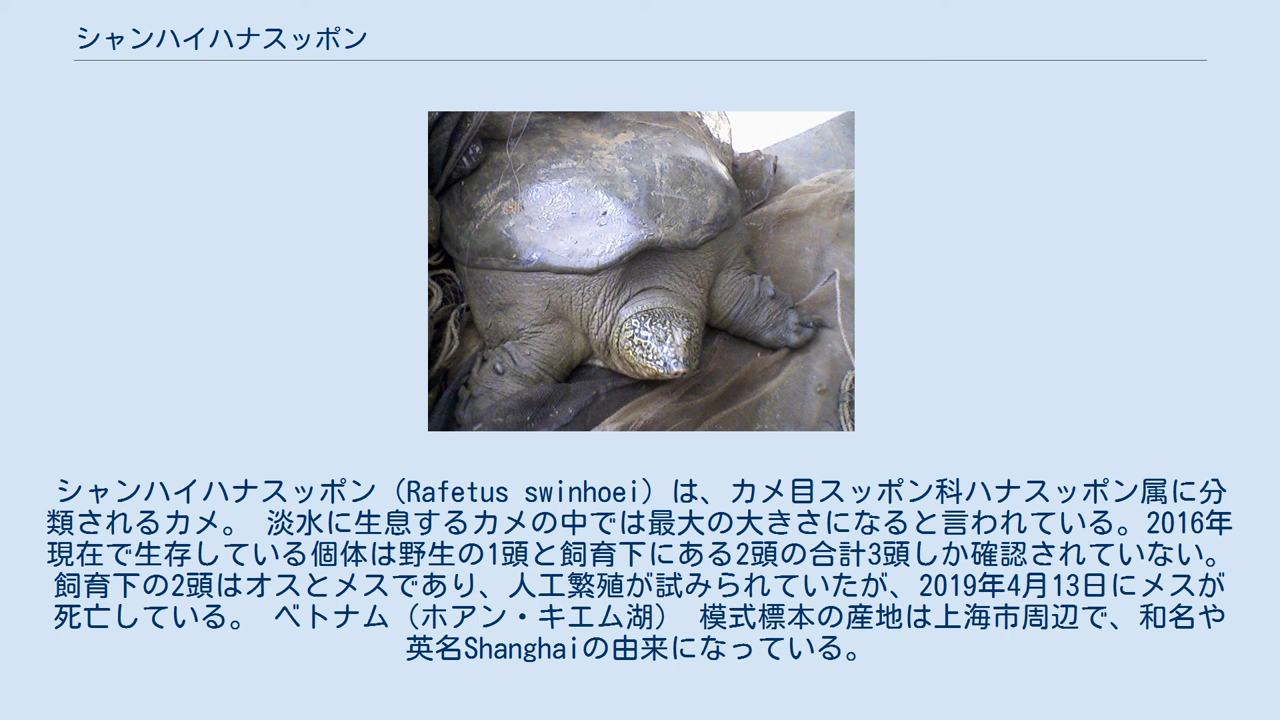 シャンハイハナスッポン
シャンハイハナスッポン（Rafetus swinhoei）は、カメ目スッポン科ハナスッポン属に分
類されるカメ。 淡水に生息するカメの中では最大の大きさになると言われている。2016年
現在で生存している個体は野生の1頭と飼育下にある2頭の合計3頭しか確認されていない。
飼育下の2頭はオスとメスであり、人工繁殖が試みられていたが、2019年4月13日にメスが
死亡している。 ベトナム（ホアン・キエム湖） 模式標本の産地は上海市周辺で、和名や
英名Shanghaiの由来になっている。